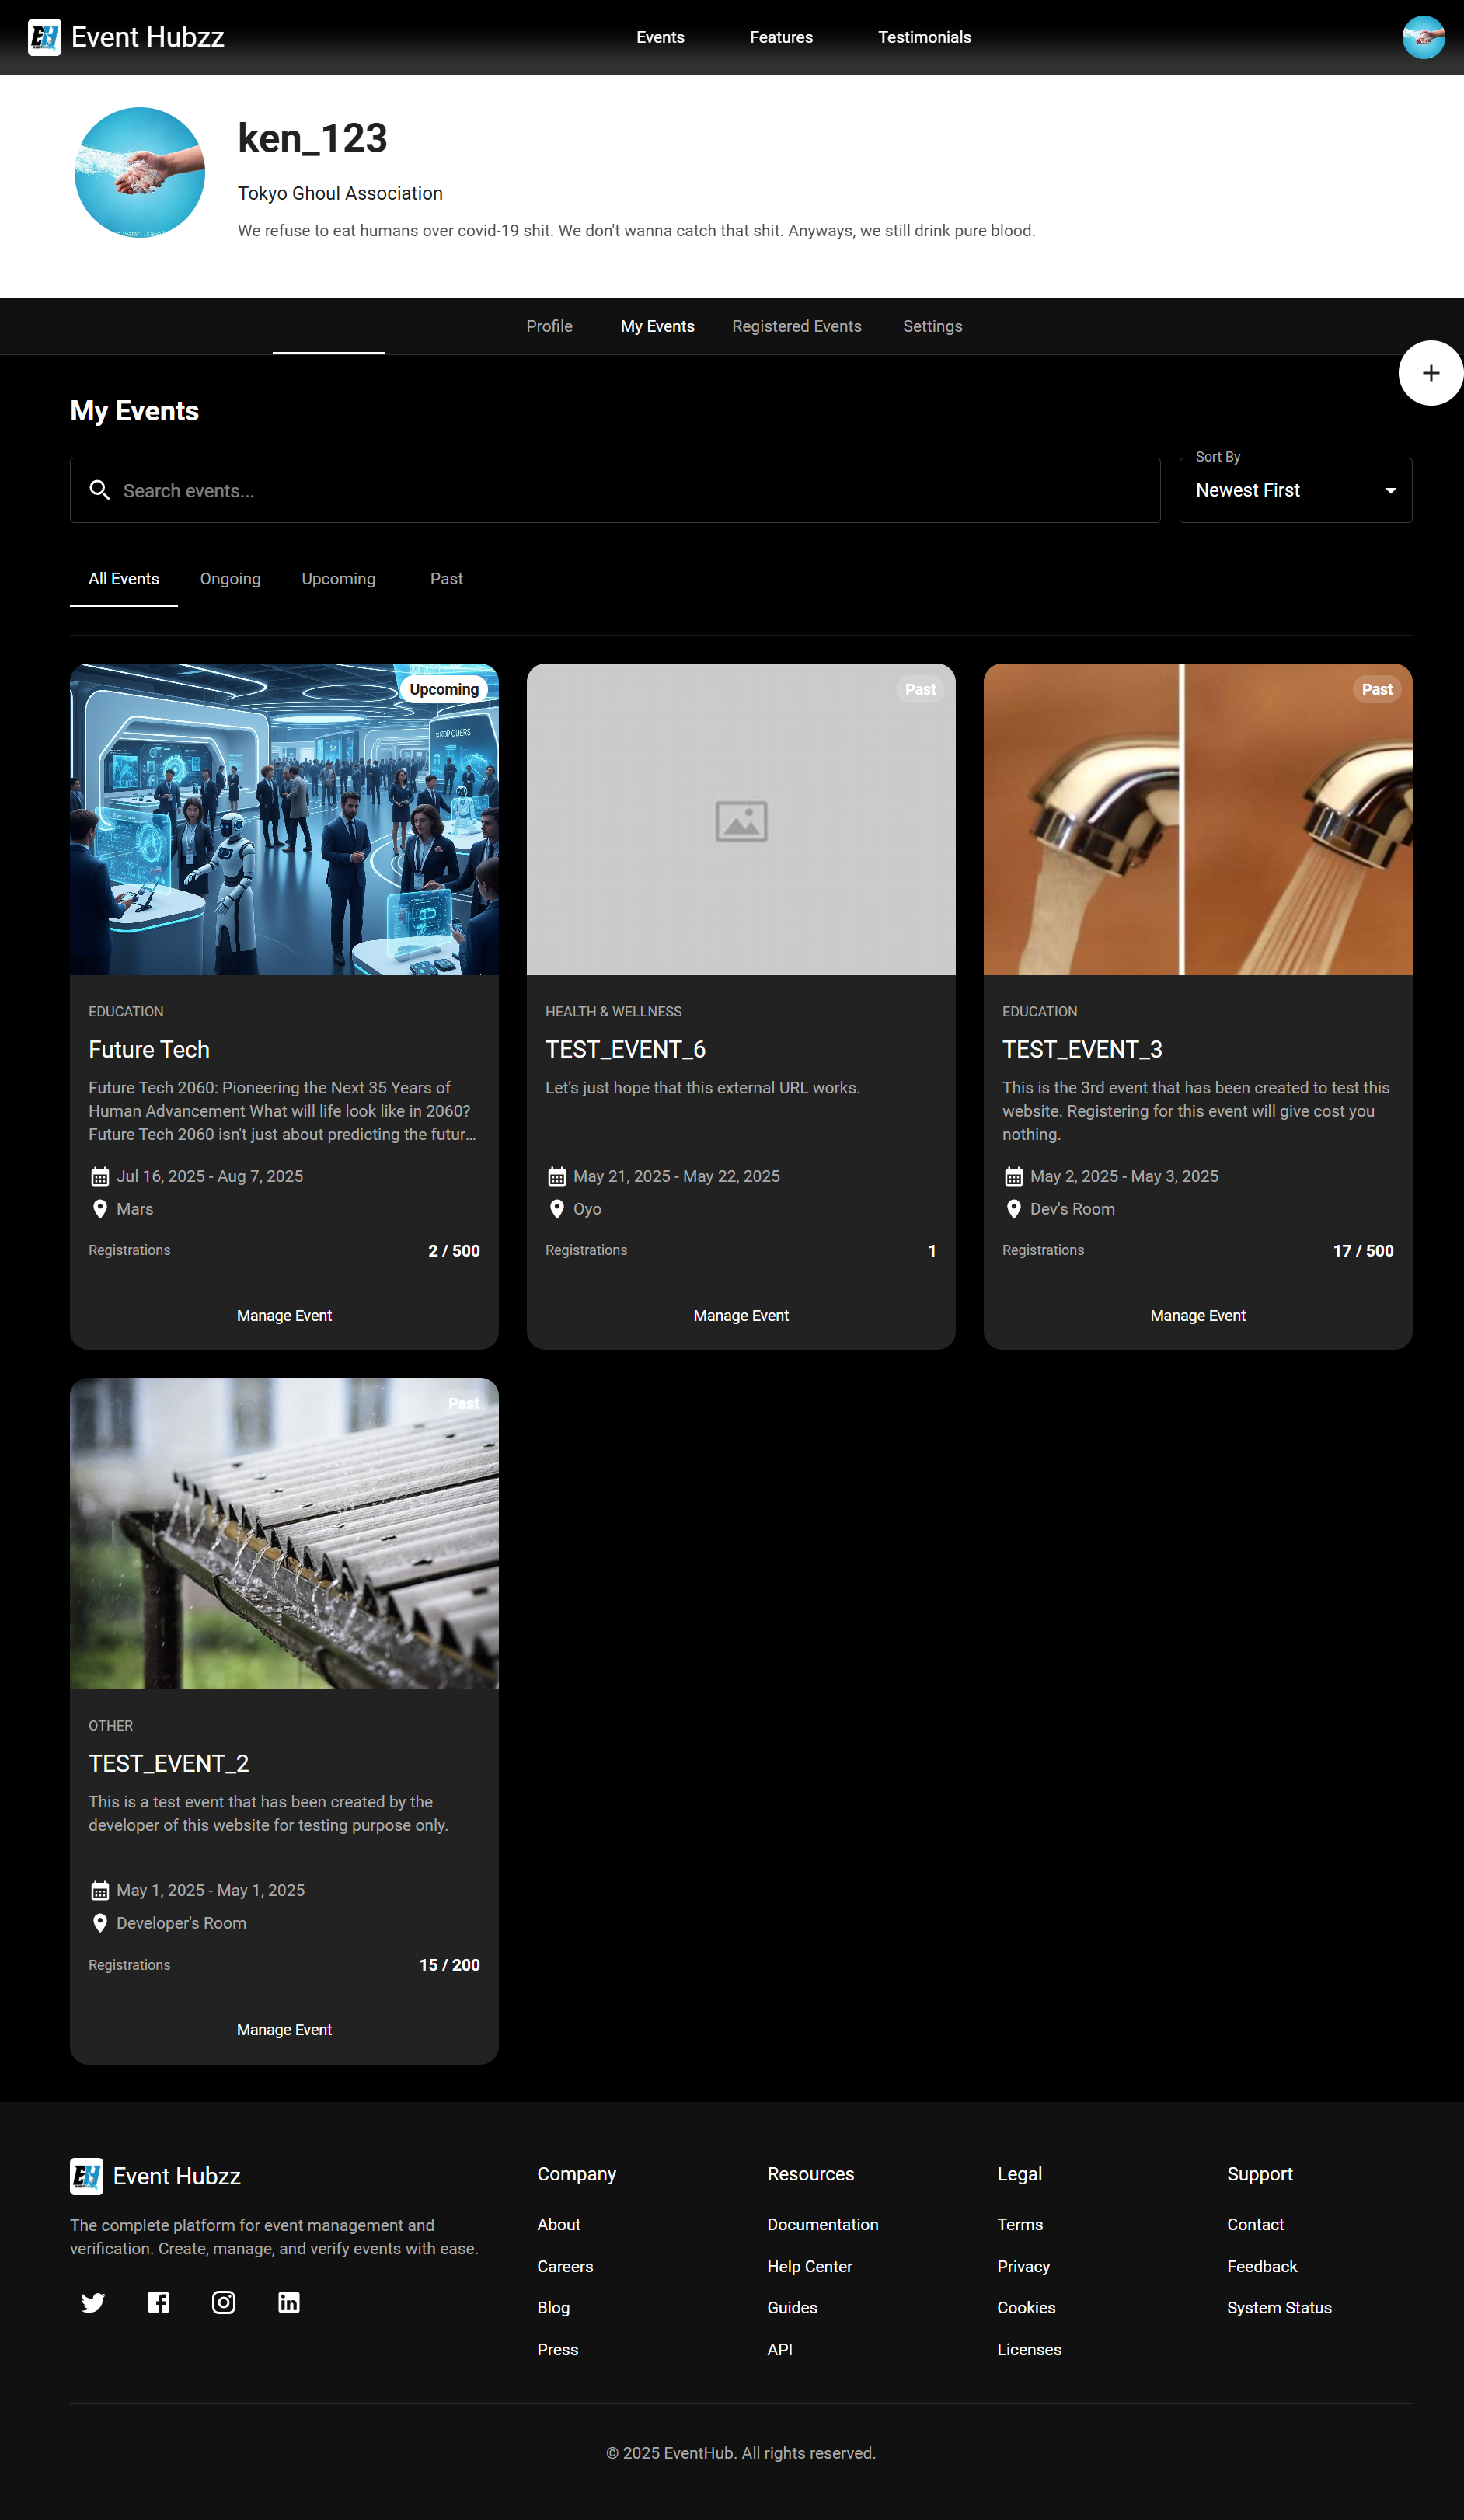 EH Event Hubzz
Events
Features
Testimonials
ken_123
Tokyo Ghoul Association
We refuse to eat humans over covid-19 shit. We don't wanna catch that shit. Anyways, we still drink pure blood.
Profile
My Events
Registered Events
Settings
+
My Events
Search events...
Sort By
Newest First
All Events
Ongoing
Upcoming
Past
Upcoming
EDUCATION
Future Tech
Future Tech 2060: Pioneering the Next 35 Years of
Human Advancement What will life look like in 2060?
Future Tech 2060 isn't just about predicting the futur...
Jul 16, 2025 - Aug 7, 2025
Mars
Registrations
2 / 500
Manage Event
Past
HEALTH & WELLNESS
TEST_EVENT_6
Let's just hope that this external URL works.
May 21, 2025 - May 22, 2025
Oyo
Registrations
1
Manage Event
Past
EDUCATION
TEST_EVENT_3
This is the 3rd event that has been created to test this
website. Registering for this event will give cost you
nothing.
May 2, 2025 - May 3, 2025
Dev's Room
Registrations
17 / 500
Manage Event
Past
OTHER
TEST_EVENT_2
This is a test event that has been created by the
developer of this website for testing purpose only.
May 1, 2025 - May 1, 2025
Developer's Room
Registrations
15 / 200
Manage Event
EH Event Hubzz
The complete platform for event management and
verification. Create, manage, and verify events with ease.
Company
About
Careers
Blog
Press
Resources
Documentation
Help Center
Guides
API
Legal
Terms
Privacy
Cookies
Licenses
Support
Contact
Feedback
System Status
© 2025 EventHub. All rights reserved.